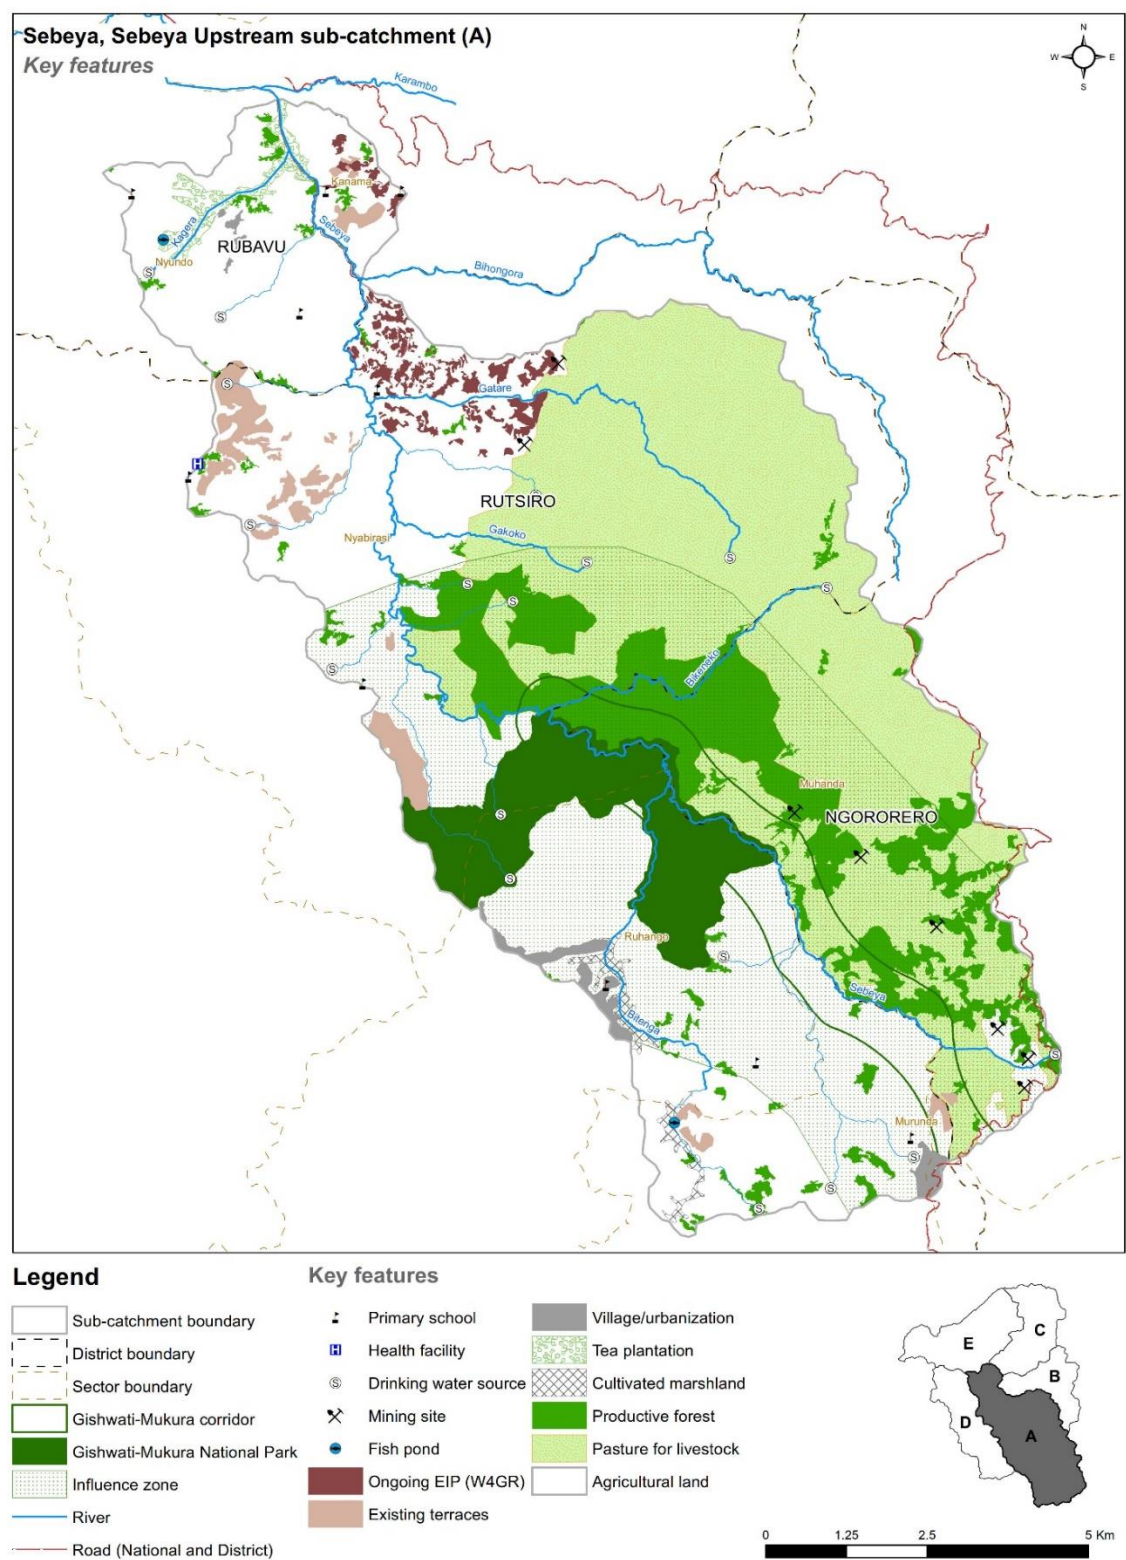 Sebeya, Sebeya Upstream sub-catchment (A)
Key features
N
W
E
S
Karambo
Kanama
Kagera
Sebeya
RUBAVU
Nyundo
Bihongora
Gatare
H
RUTSIRO
Gakoko
Nyabirasi
S
Bikeneko
Muhanda
NGORORERO
Ruhango
Sebeya
Bitenga
Murunda
Legend
Sub-catchment boundary
District boundary
Sector boundary
Gishwati-Mukura corridor
Gishwati-Mukura National Park
Influence zone
River
Road (National and District)
Key features
Primary school
H Health facility
S Drinking water source
Mining site
Fish pond
Ongoing EIP (W4GR)
Existing terraces
Village/urbanization
Tea plantation
Cultivated marshland
Productive forest
Pasture for livestock
Agricultural land
E
C
B
D
A
0 1.25 2.5 5 Km